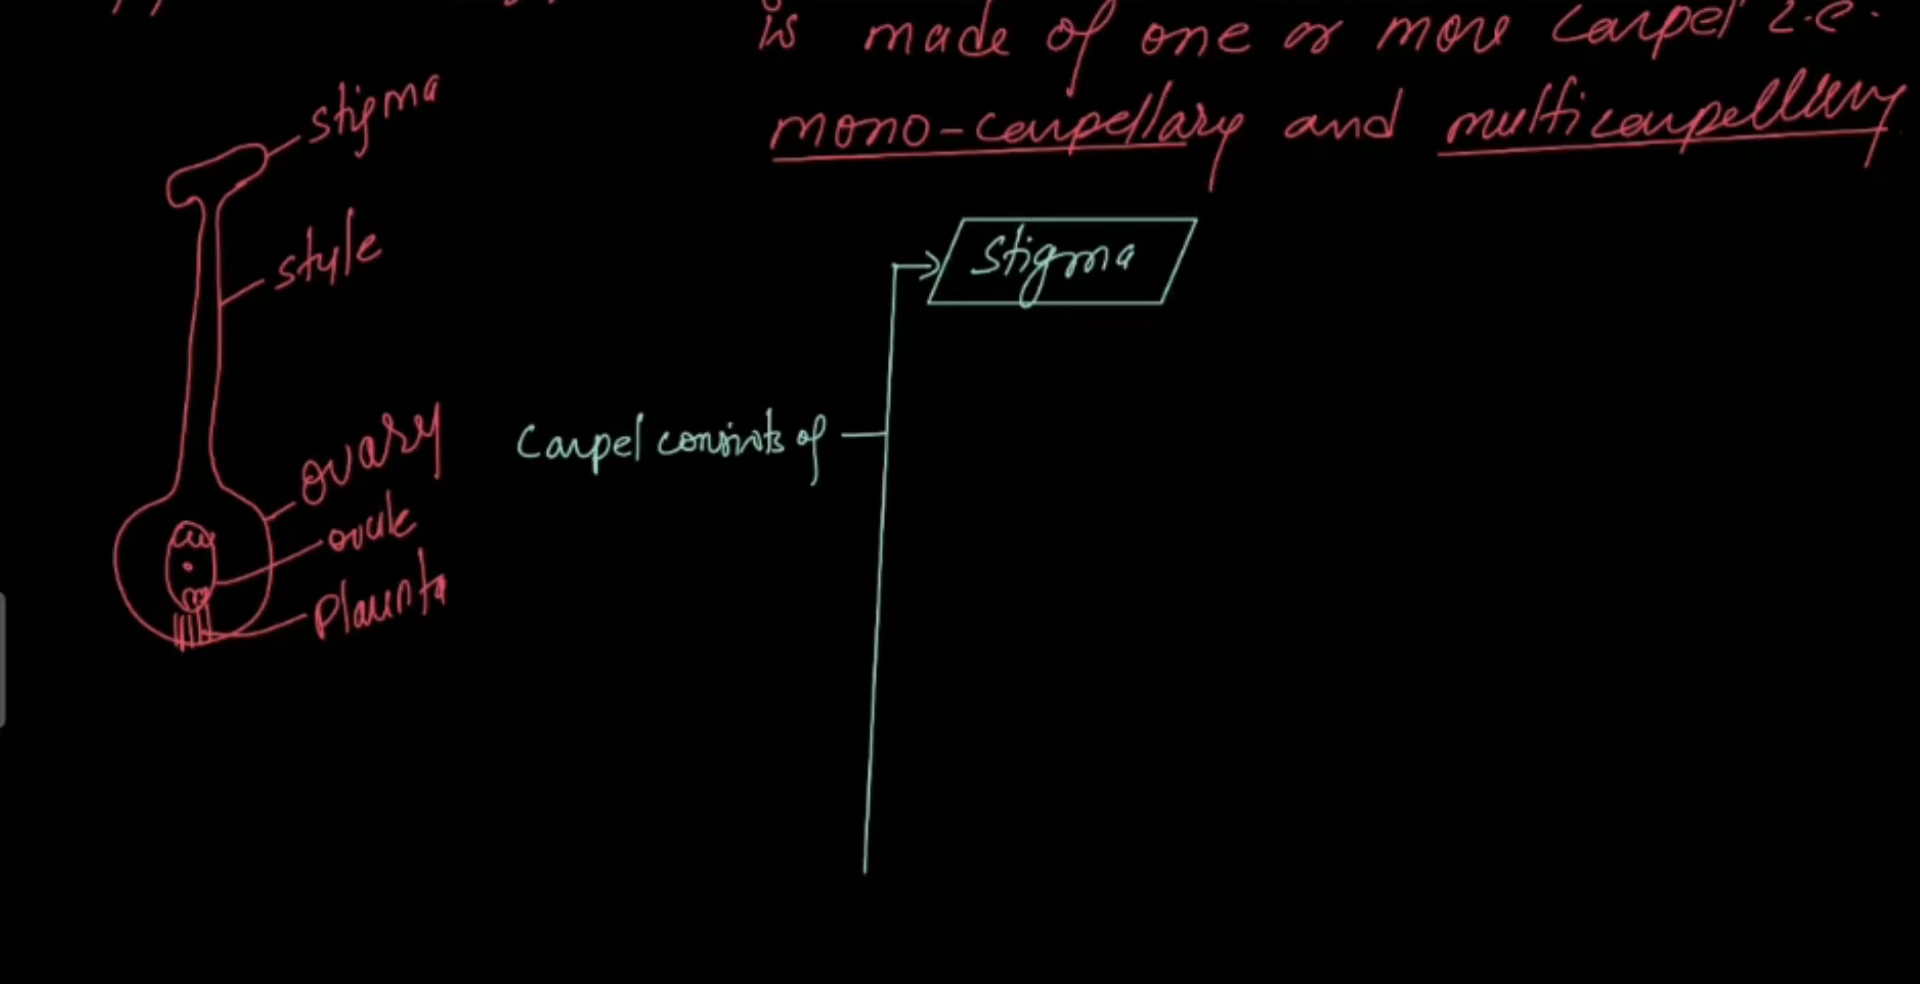 is made of one or more carpel i.e.
mono-carpellary and multicarpellary
stigma
style
ovary
ovule
Placenta
Stigma
Carpel consists of